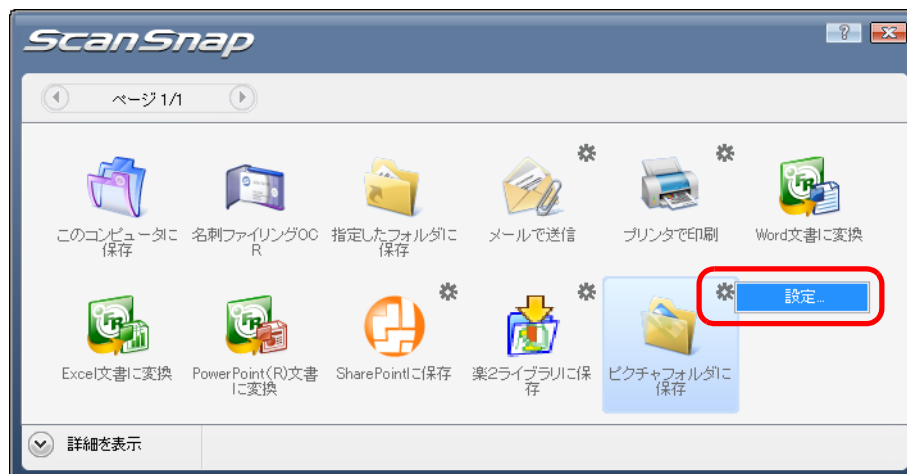 ScanSnap
ページ 1/1
このコンピュータに
保存
名刺ファイリングOC
R
指定したフォルダに
保存
メールで送信
プリンタで印刷
Word文書に変換
設定...
Excel文書に変換
PowerPoint(R)文書
に変換
SharePointに保存
楽2ライブラリに保
存
ピクチャフォルダに
保存
詳細を表示